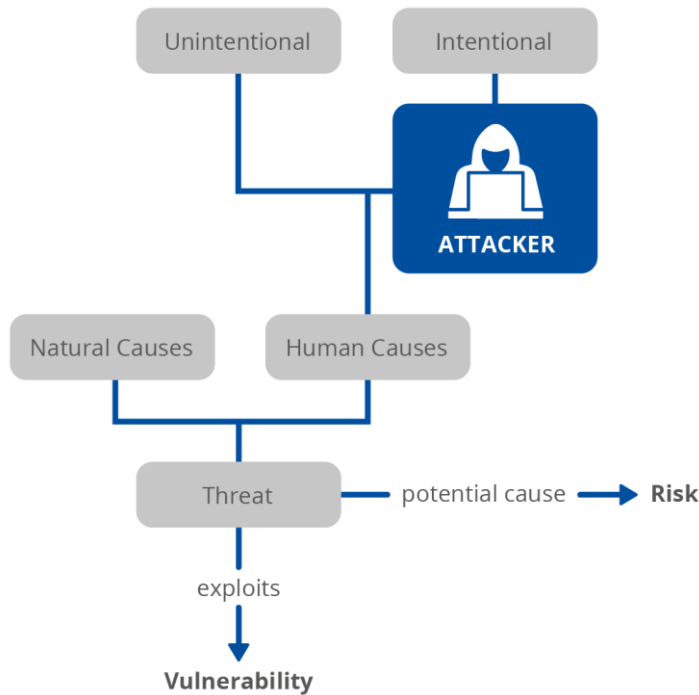 Unintentional
Intentional
ATTACKER
Natural Causes
Human Causes
Threat
potential cause
Risk
exploits
Vulnerability